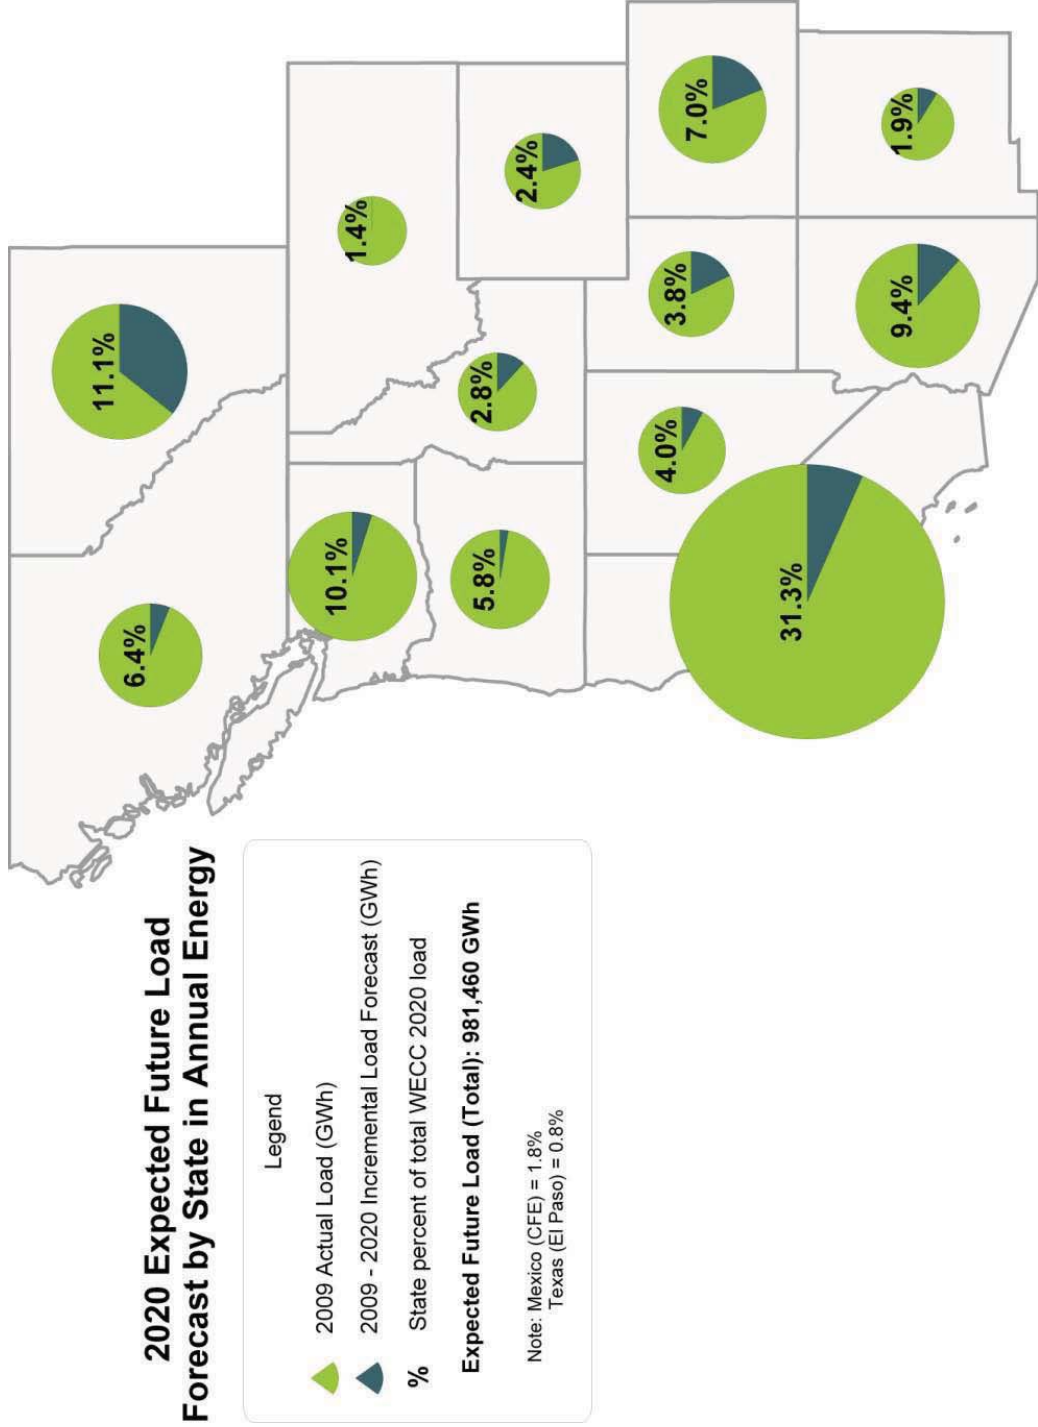 2020 Expected Future Load
Forecast by State in Annual Energy
Legend
2009 Actual Load (GWh)
2009 - 2020 Incremental Load Forecast (GWh)
% State percent of total WECC 2020 load
Expected Future Load (Total): 981,460 GWh
Note: Mexico (CFE) = 1.8%
Texas (El Paso) = 0.8%
6.4%
11.1%
10.1%
1.4%
5.8%
2.8%
2.4%
31.3%
4.0%
3.8%
7.0%
9.4%
1.9%